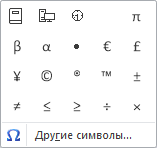 π
β α • € £
¥ © ® ™ ±
≠ ≤ ≥ ÷ ×
Ω Другие символы...